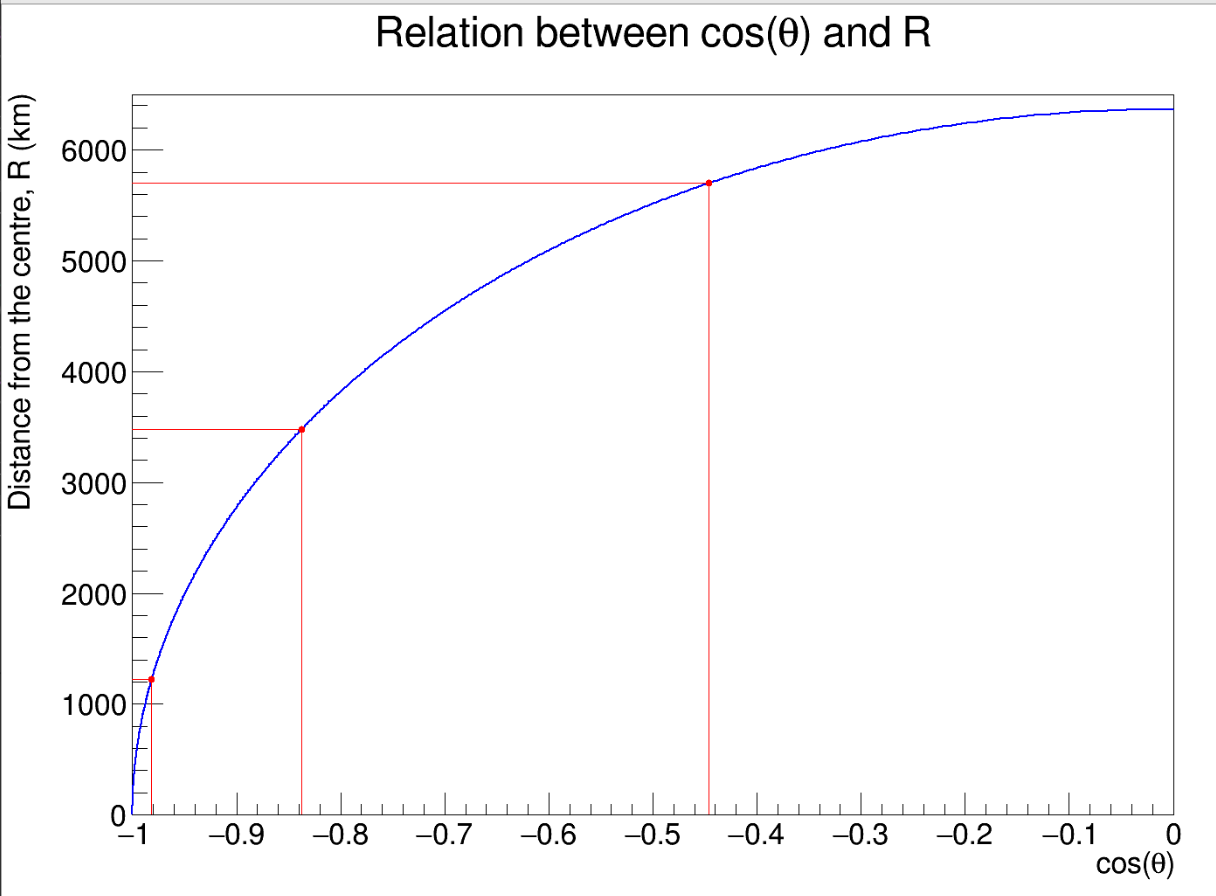 Relation between cos(θ) and R
Distance from the centre, R (km)
6000
5000
4000
3000
2000
1000
0
−1 −0.9 −0.8 −0.7 −0.6 −0.5 −0.4 −0.3 −0.2 −0.1 0
cos(θ)